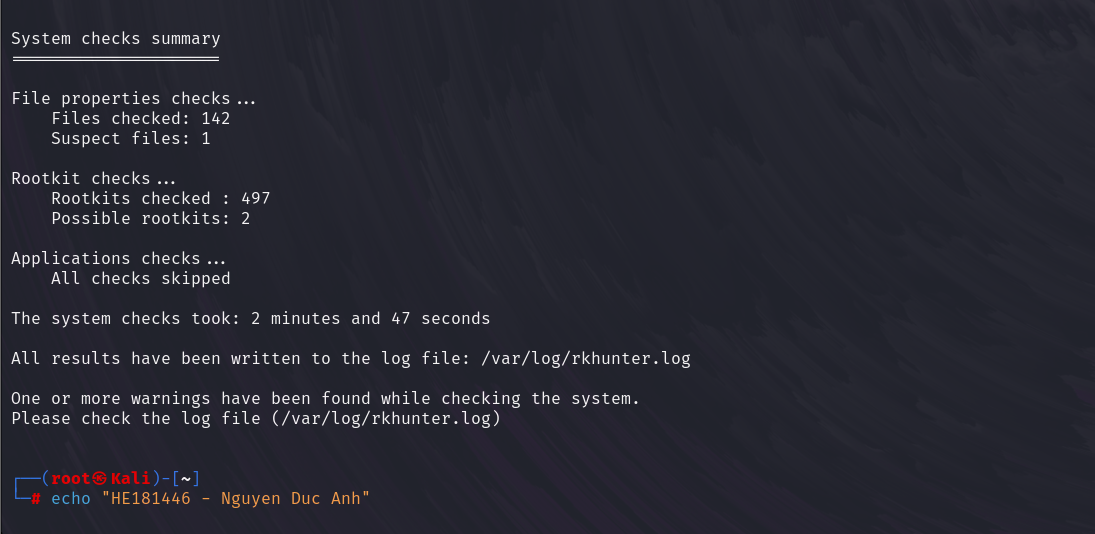 System checks summary
=====================
File properties checks...
Files checked: 142
Suspect files: 1
Rootkit checks...
Rootkits checked : 497
Possible rootkits: 2
Applications checks...
All checks skipped
The system checks took: 2 minutes and 47 seconds
All results have been written to the log file: /var/log/rkhunter.log
One or more warnings have been found while checking the system.
Please check the log file (/var/log/rkhunter.log)
┌──(root㉿Kali)-[~]
└─# echo "HE181446 - Nguyen Duc Anh"